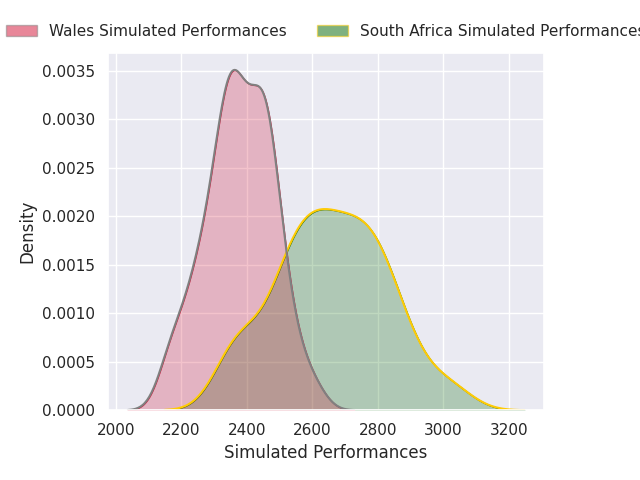 Wales Simulated Performances South Africa Simulated Performances
0.0035
0.0030
0.0025
0.0020
0.0015
0.0010
0.0005
0.0000
Density
2000 2200 2400 2600 2800 3000 3200
Simulated Performances